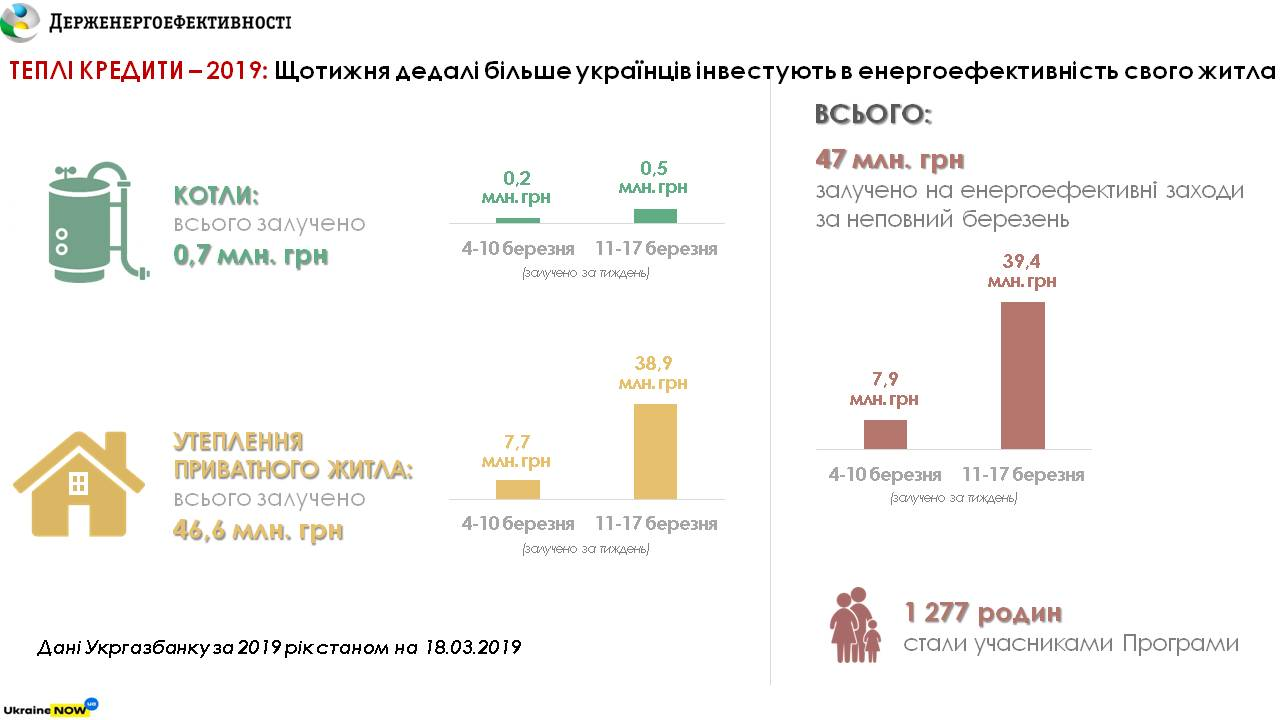 ДЕРЖЕНЕРГОЕФЕКТИВНОСТІ
ТЕПЛІ КРЕДИТИ – 2019: Щотижня дедалі більше українців інвестують в енергоефективність свого житла
КОТЛИ:
всього залучено
0,7 млн. грн
0,2
млн. грн
0,5
млн. грн
4-10 березня 11-17 березня
(залучено за тиждень)
УТЕПЛЕННЯ
ПРИВАТНОГО ЖИТЛА:
всього залучено
46,6 млн. грн
7,7
млн. грн
38,9
млн. грн
4-10 березня 11-17 березня
(залучено за тиждень)
Дані Укргазбанку за 2019 рік станом на 18.03.2019
ВСЬОГО:
47 млн. грн
залучено на енергоефективні заходи
за неповний березень
7,9
млн. грн
39,4
млн. грн
4-10 березня 11-17 березня
(залучено за тиждень)
1 277 родин
стали учасниками Програми
Ukraine NOW ua